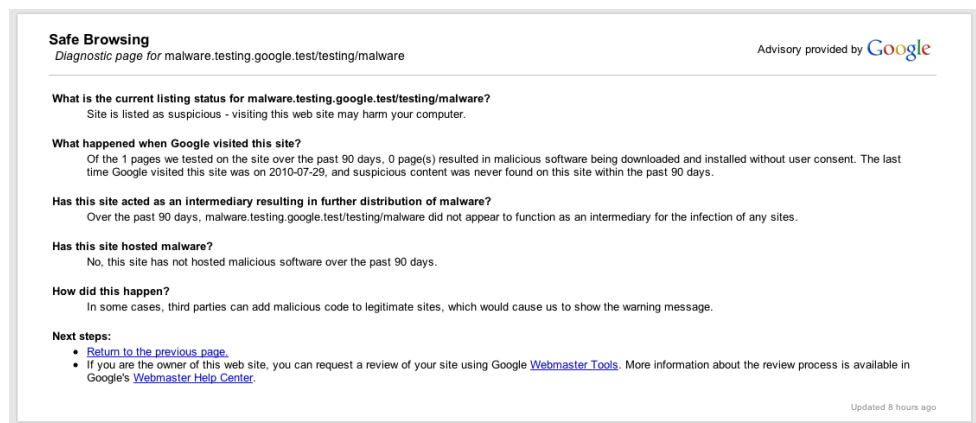 Safe Browsing
Diagnostic page for malware.testing.google.test/testing/malware
Advisory provided by Google
What is the current listing status for malware.testing.google.test/testing/malware?
Site is listed as suspicious - visiting this web site may harm your computer.
What happened when Google visited this site?
Of the 1 pages we tested on the site over the past 90 days, 0 page(s) resulted in malicious software being downloaded and installed without user consent. The last
time Google visited this site was on 2010-07-29, and suspicious content was never found on this site within the past 90 days.
Has this site acted as an intermediary resulting in further distribution of malware?
Over the past 90 days, malware.testing.google.test/testing/malware did not appear to function as an intermediary for the infection of any sites.
Has this site hosted malware?
No, this site has not hosted malicious software over the past 90 days.
How did this happen?
In some cases, third parties can add malicious code to legitimate sites, which would cause us to show the warning message.
Next steps:
• Return to the previous page.
• If you are the owner of this web site, you can request a review of your site using Google Webmaster Tools. More information about the review process is available in
Google's Webmaster Help Center.
Updated 8 hours ago